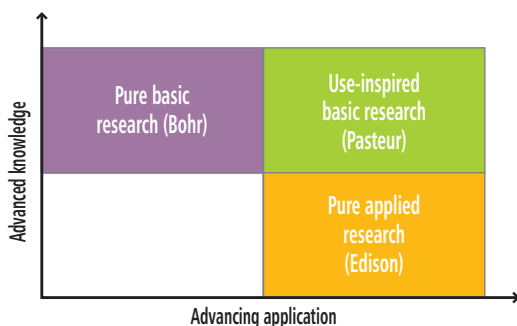 Advanced knowledge
Pure basic
research (Bohr)
Use-inspired
basic research
(Pasteur)
Pure applied
research
(Edison)
Advancing application